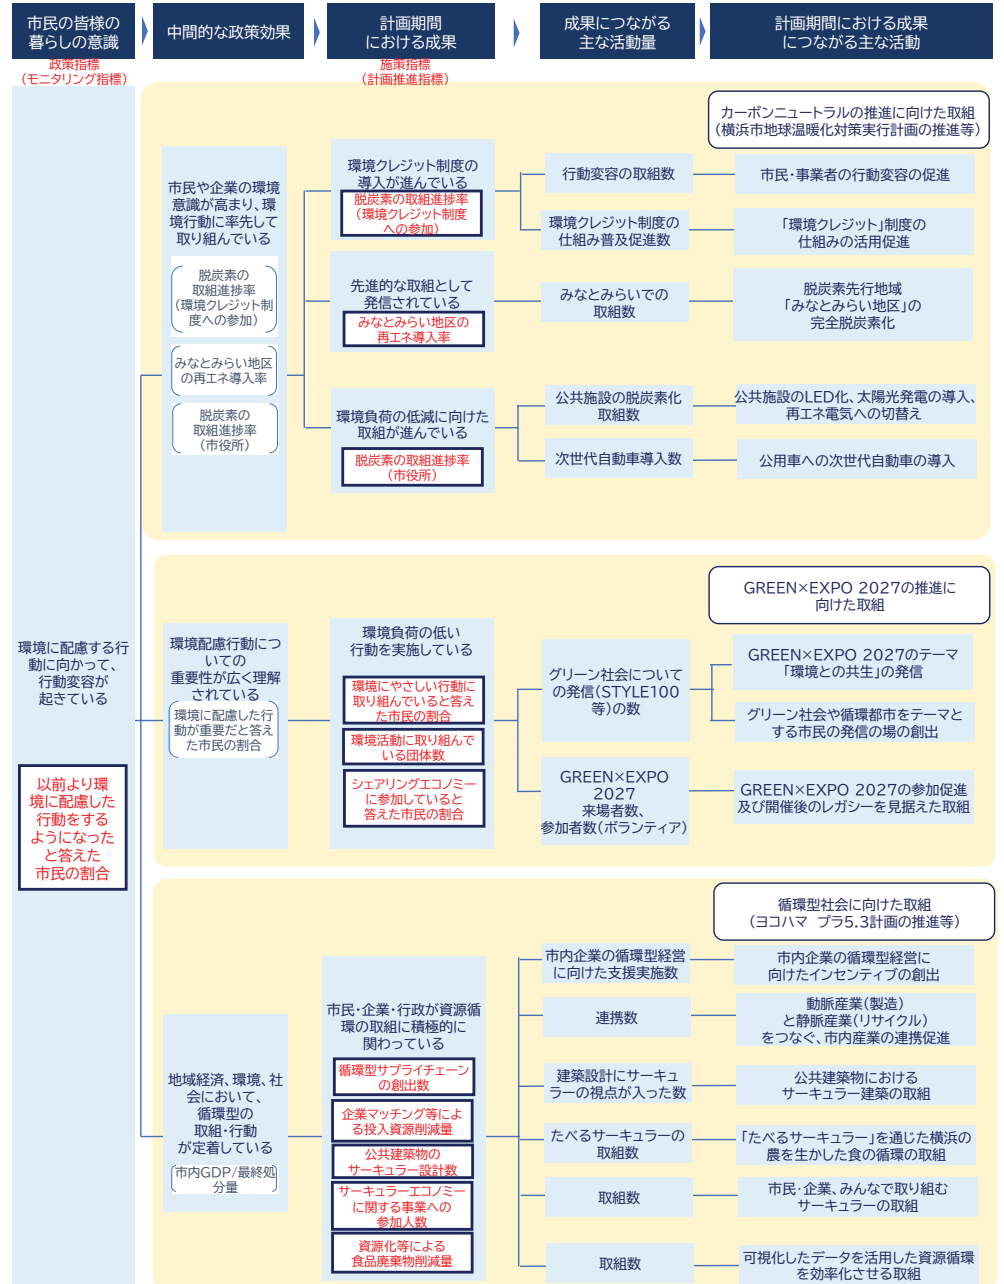 市民の皆様の
暮らしの意識
中間的な政策効果
計画期間
における成果
成果につながる
主な活動量
計画期間における成果
につながる主な活動
政策指標
（モニタリング指標）
施策指標
（計画推進指標）
環境に配慮する行
動に向かって、
行動変容が
起きている
以前より環
境に配慮した
行動をする
ようになった
と答えた
市民の割合
カーボンニュートラルの推進に向けた取組
（横浜市地球温暖化対策実行計画の推進等）
市民や企業の環境
意識が高まり、環
境行動に率先して
取り組んでいる
脱炭素の
取組進捗率
（環境クレジット制
度への参加）
みなとみらい地区
の再エネ導入率
脱炭素の
取組進捗率
（市役所）
環境クレジット制度の
導入が進んでいる
脱炭素の取組進捗率
（環境クレジット制度
への参加）
行動変容の取組数
市民・事業者の行動変容の促進
環境クレジット制度の
仕組み普及促進数
「環境クレジット」制度の
仕組みの活用促進
先進的な取組として
発信されている
みなとみらい地区の
再エネ導入率
みなとみらいでの
取組数
脱炭素先行地域
「みなとみらい地区」の
完全脱炭素化
環境負荷の低減に向けた
取組が進んでいる
脱炭素の取組進捗率
（市役所）
公共施設の脱炭素化
取組数
公共施設のLED化、太陽光発電の導入、
再エネ電気への切替え
次世代自動車導入数
公用車への次世代自動車の導入
GREEN×EXPO 2027の推進に
向けた取組
環境配慮行動につ
いての
重要性が広く理解
されている
環境に配慮した行
動が重要だと答え
た市民の割合
環境負荷の低い
行動を実施している
環境にやさしい行動に
取り組んでいると答え
た市民の割合
環境活動に取り組んで
いる団体数
シェアリングエコノミー
に参加していると
答えた市民の割合
グリーン社会について
の発信（STYLE100
等）の数
GREEN×EXPO 2027のテーマ
「環境との共生」の発信
グリーン社会や循環都市をテーマと
する市民の発信の場の創出
GREEN×EXPO
2027
来場者数、
参加者数（ボランティア）
GREEN×EXPO 2027の参加促進
及び開催後のレガシーを見据えた取組
循環型社会に向けた取組
（ヨコハマ　プラ5.3計画の推進等）
地域経済、環境、社
会において、
循環型の
取組・行動
が定着している
市内GDP/最終処
分量
市民・企業・行政が資源循
環の取組に積極的に
関わっている
循環型サプライチェーン
の創出数
企業マッチング等によ
る投入資源削減量
公共建築物の
サーキュラー設計数
サーキュラーエコノミー
に関する事業への
参加人数
資源化等による
食品廃棄物削減量
市内企業の循環型経営
に向けた支援実施数
市内企業の循環型経営に
向けたインセンティブの創出
連携数
動脈産業（製造）
と静脈産業（リサイクル）
をつなぐ、市内産業の連携促進
建築設計にサーキュ
ラーの視点が入った数
公共建築物における
サーキュラー建築の取組
たべるサーキュラーの
取組数
「たべるサーキュラー」を通じた横浜の
農を生かした食の循環の取組
取組数
市民・企業、みんなで取り組む
サーキュラーの取組
取組数
可視化したデータを活用した資源循環
を効率化させる取組